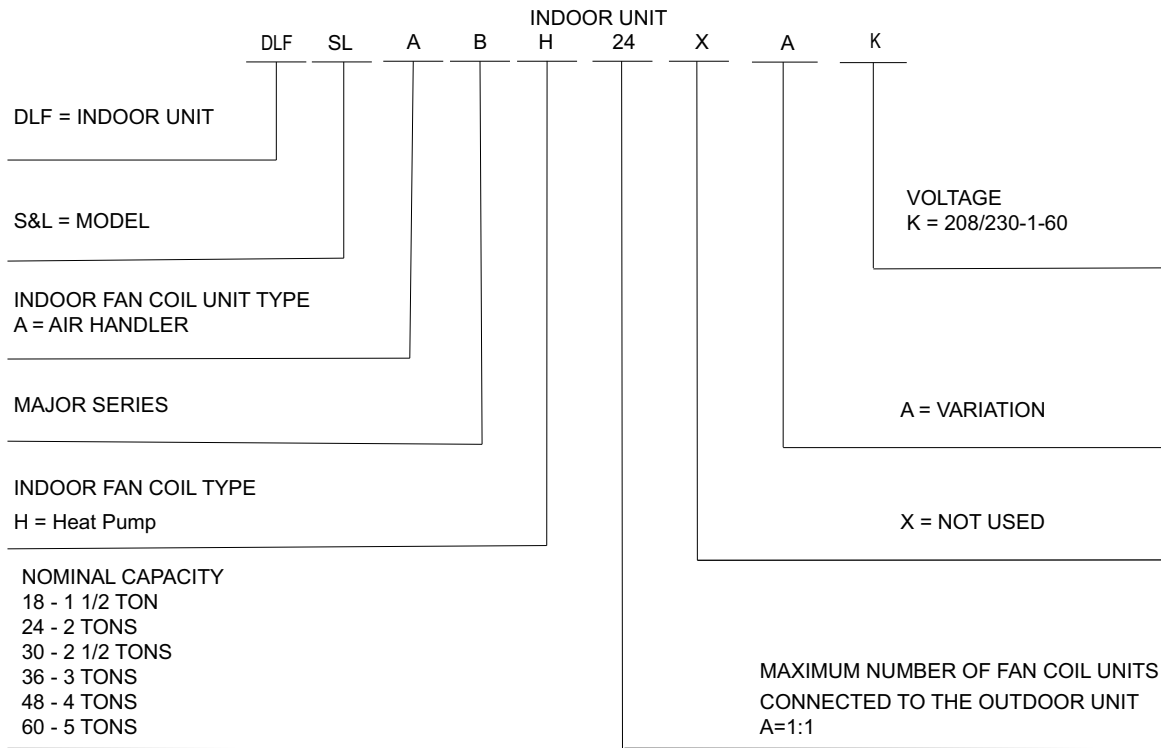 INDOOR UNIT
DLF SL A B H 24 X A K
DLF = INDOOR UNIT
S&L = MODEL
INDOOR FAN COIL UNIT TYPE
A = AIR HANDLER
MAJOR SERIES
INDOOR FAN COIL TYPE
H = Heat Pump
NOMINAL CAPACITY
18 - 1 1/2 TON
24 - 2 TONS
30 - 2 1/2 TONS
36 - 3 TONS
48 - 4 TONS
60 - 5 TONS
VOLTAGE
K = 208/230-1-60
A = VARIATION
X = NOT USED
MAXIMUM NUMBER OF FAN COIL UNITS
CONNECTED TO THE OUTDOOR UNIT
A=1:1